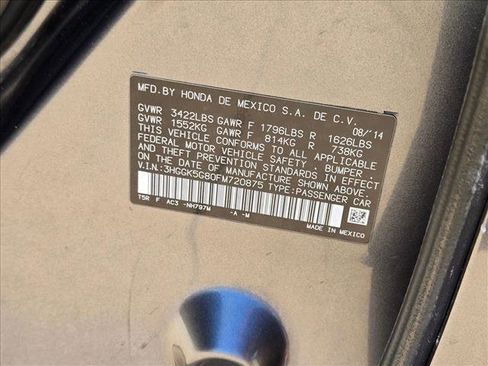 MFD.BY HONDA DE MEXICO S.A. DE C.V.
08/'14
GVWR 3422LBS GAWR F 1796LBS R 1626LBS
GVWR 1552KG GAWR F 814KG R 738KG
THIS VEHICLE CONFORMS TO ALL APPLICABLE
FEDERAL MOTOR VEHICLE SAFETY , BUMPER ,
AND THEFT PREVENTION STANDARDS IN EFFECT
ON THE DATE OF MANUFACTURE SHOWN ABOVE.
V.I.N.:3HGGK5G80FM720875 TYPE:PASSENGER CAR
T5R F AC3 -NH797M -A -M
MADE IN MEXICO